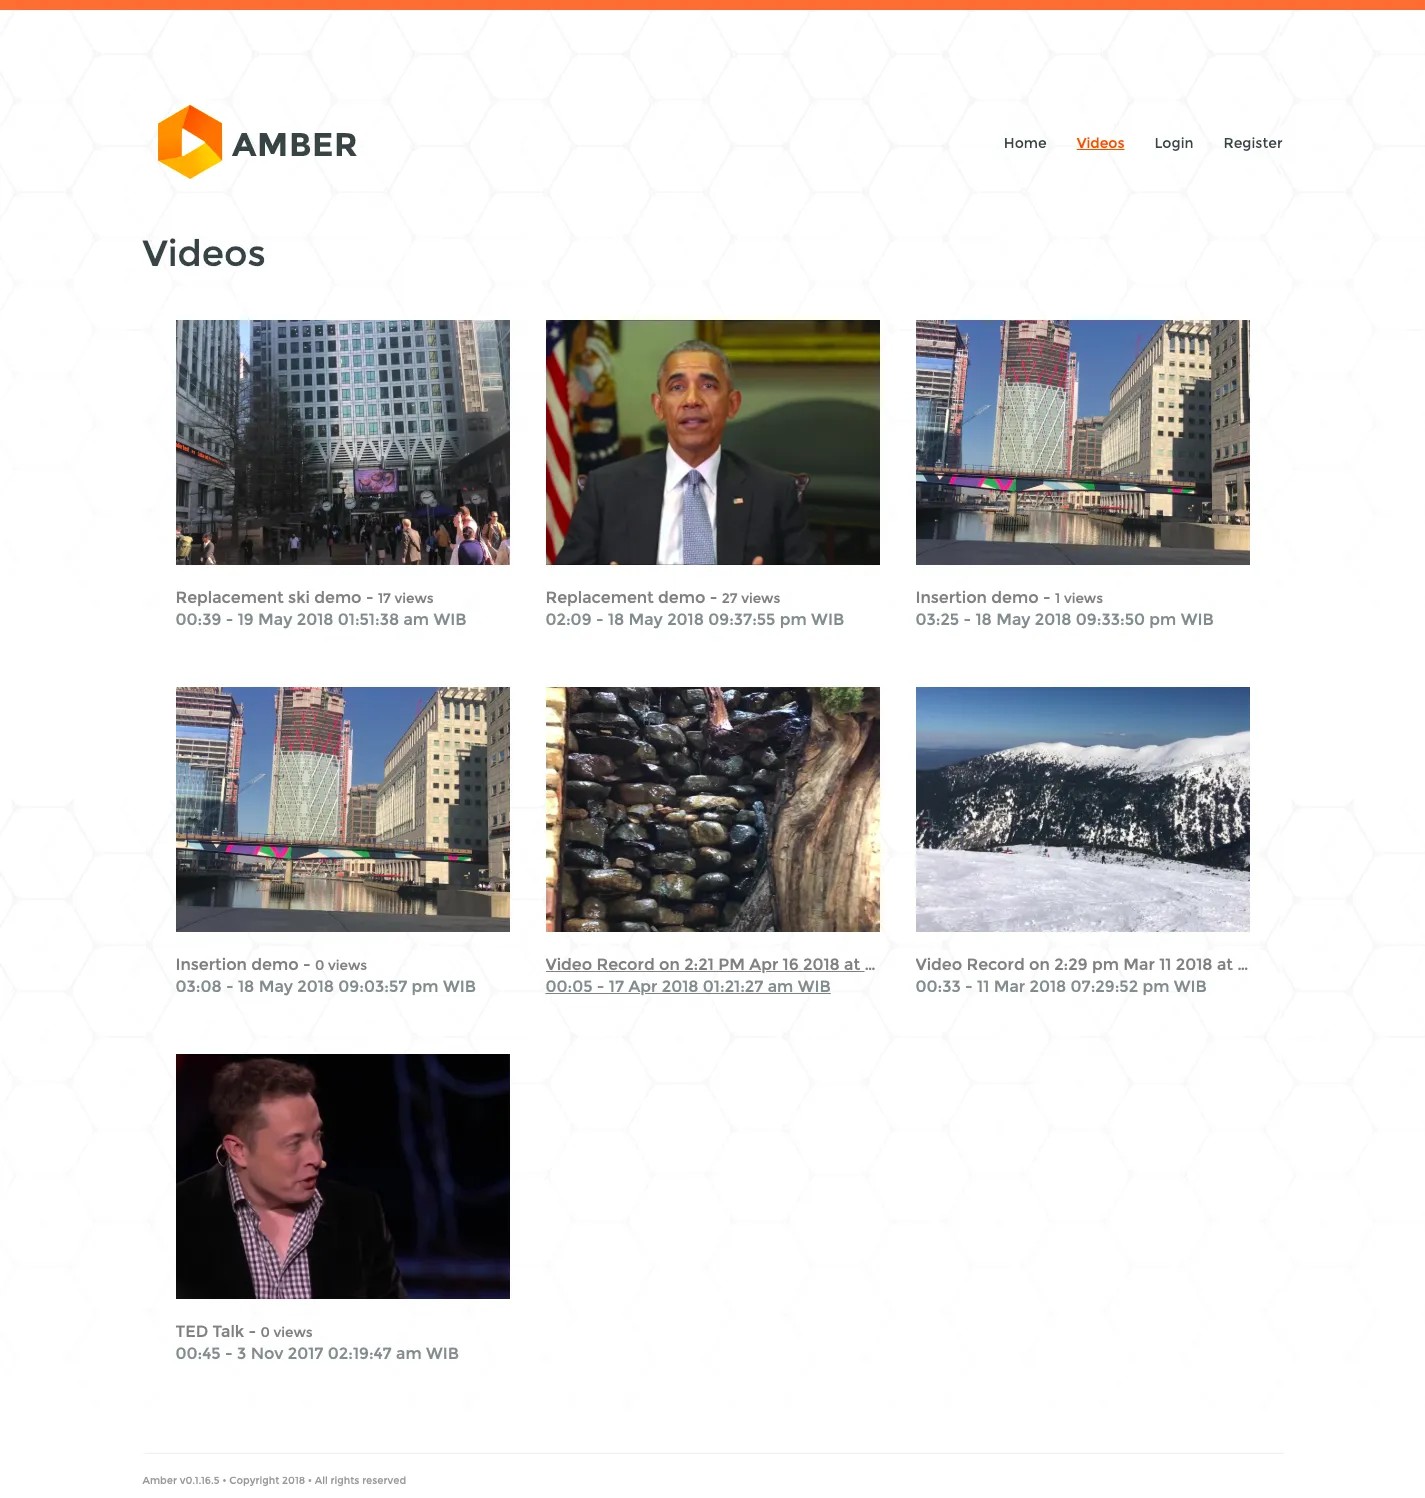 AMBER
Home
Videos
Login
Register
Videos
Replacement ski demo - 17 views
00:39 - 19 May 2018 01:51:38 am WIB
Replacement demo - 27 views
02:09 - 18 May 2018 09:37:55 pm WIB
Insertion demo - 1 views
03:25 - 18 May 2018 09:33:50 pm WIB
Insertion demo - 0 views
03:08 - 18 May 2018 09:03:57 pm WIB
Video Record on 2:21 PM Apr 16 2018 at ...
00:05 - 17 Apr 2018 01:21:27 am WIB
Video Record on 2:29 pm Mar 11 2018 at ...
00:33 - 11 Mar 2018 07:29:52 pm WIB
TED Talk - 0 views
00:45 - 3 Nov 2017 02:19:47 am WIB
Amber v0.1.16.5 • Copyright 2018 • All rights reserved